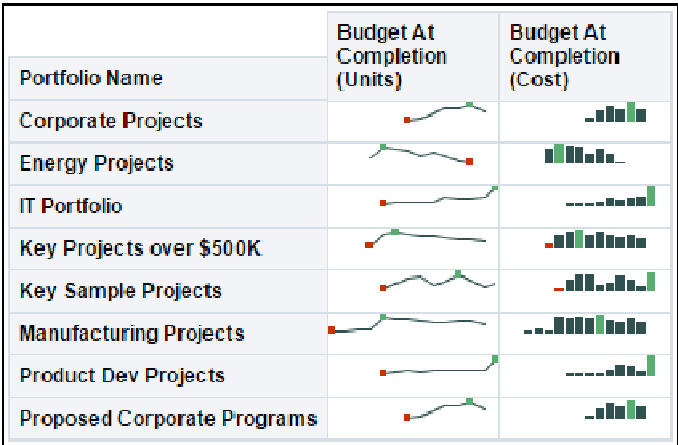 Budget At
Completion
(Units)
Budget At
Completion
(Cost)
Portfolio Name
Corporate Projects
Energy Projects
IT Portfolio
Key Projects over $500K
Key Sample Projects
Manufacturing Projects
Product Dev Projects
Proposed Corporate Programs